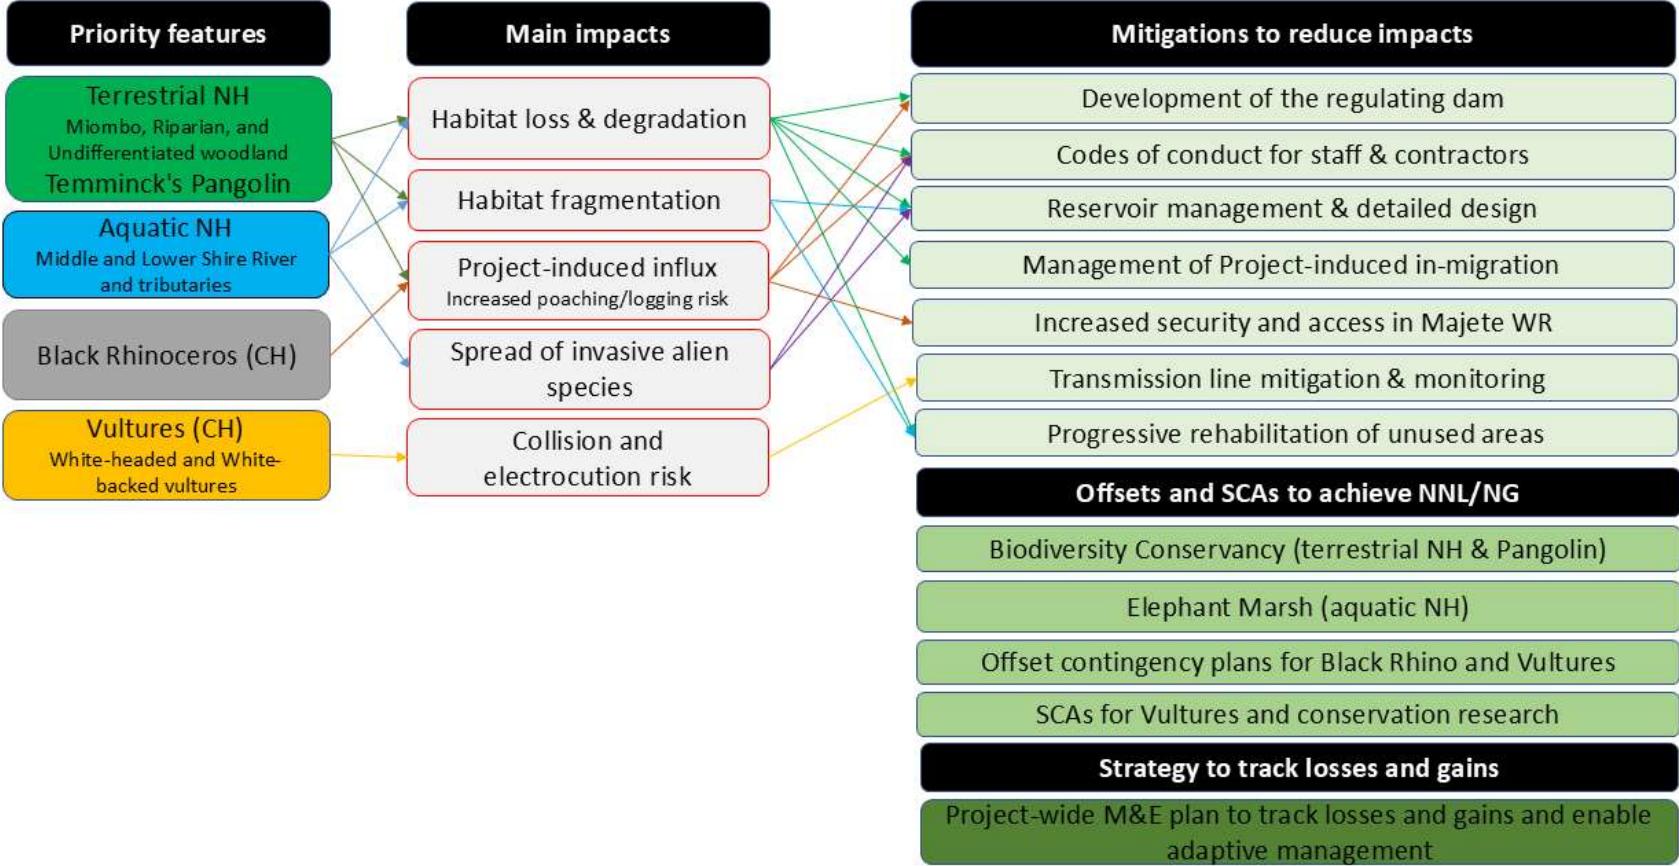 Priority features
Terrestrial NH
Miombo, Riparian, and
Undifferentiated woodland
Temminck's Pangolin
Aquatic NH
Middle and Lower Shire River
and tributaries
Black Rhinoceros (CH)
Vultures (CH)
White-headed and White-
backed vultures
Main impacts
Habitat loss & degradation
Habitat fragmentation
Project-induced influx
Increased poaching/logging risk
Spread of invasive alien
species
Collision and
electrocution risk
Mitigations to reduce impacts
Development of the regulating dam
Codes of conduct for staff & contractors
Reservoir management & detailed design
Management of Project-induced in-migration
Increased security and access in Majete WR
Transmission line mitigation & monitoring
Progressive rehabilitation of unused areas
Offsets and SCAs to achieve NNL/NG
Biodiversity Conservancy (terrestrial NH & Pangolin)
Elephant Marsh (aquatic NH)
Offset contingency plans for Black Rhino and Vultures
SCAs for Vultures and conservation research
Strategy to track losses and gains
Project-wide M&E plan to track losses and gains and enable
adaptive management